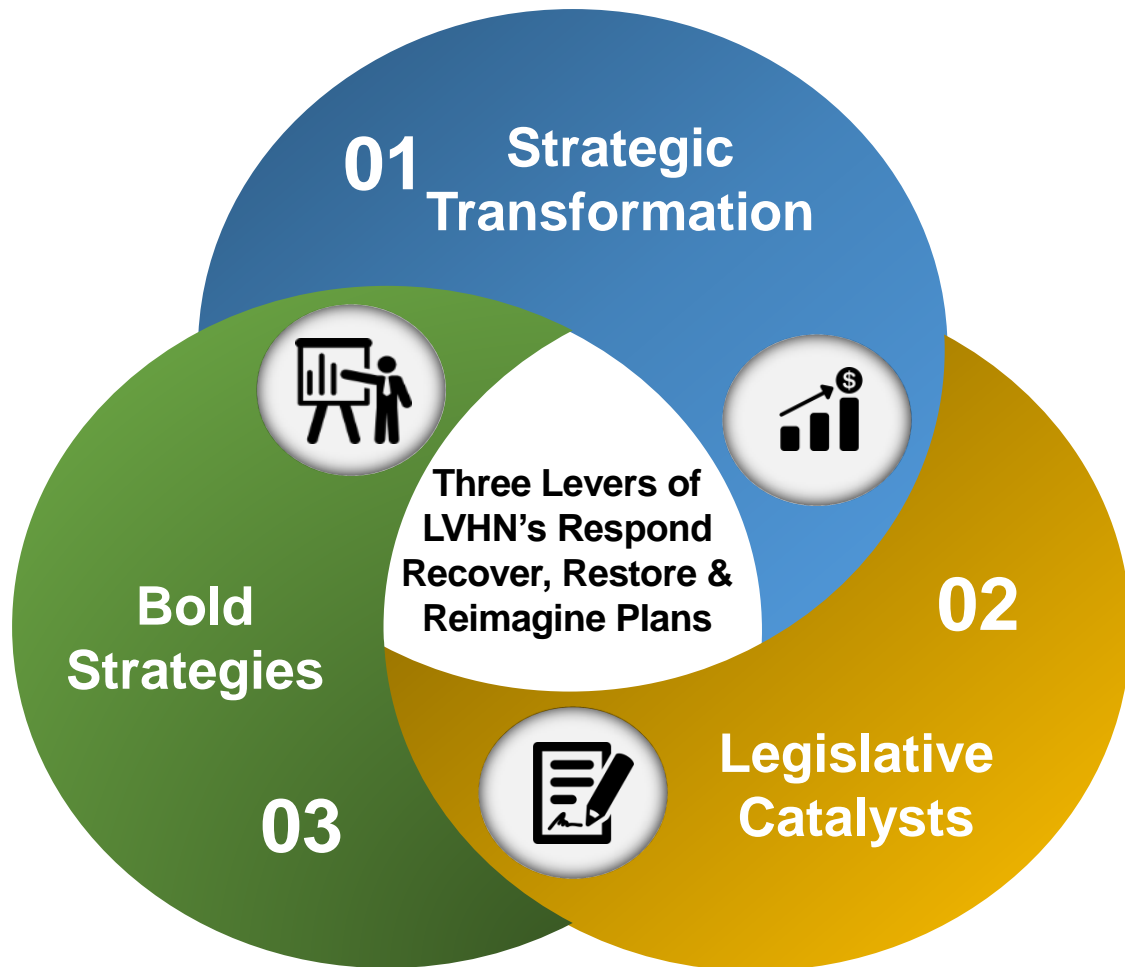 01
Strategic
Transformation
$
Three Levers of
LVHN’s Respond
Recover, Restore &
Reimagine Plans
02
Legislative
Catalysts
Bold
Strategies
03